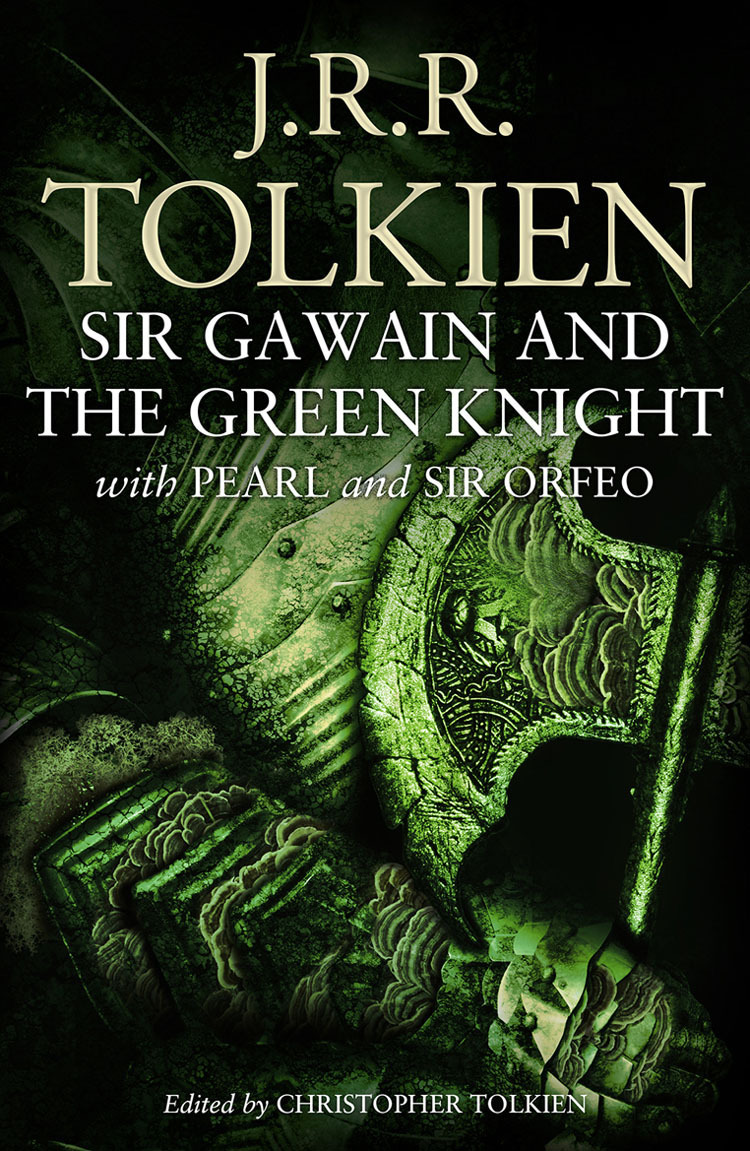 J.R.R.
TOLKIEN
SIR GAWAIN AND
THE GREEN KNIGHT
with PEARL and SIR ORFEO
Edited by CHRISTOPHER TOLKIEN